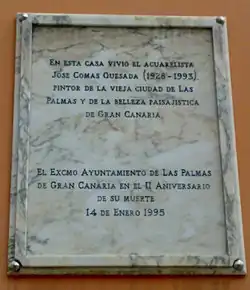 EN ESTA CASA VIVIÓ EL ACUARELISTA
JOSÉ COMAS QUESADA (1928-1993).
PINTOR DE LA VIEJA CIUDAD DE LAS
PALMAS Y DE LA BELLEZA PAISAJISTICA
DE GRAN CANARIA.
EL EXCMO AYUNTAMIENTO DE LAS PALMAS
DE GRAN CANARIA EN EL II ANIVERSARIO
DE SU MUERTE
14 DE ENERO 1995